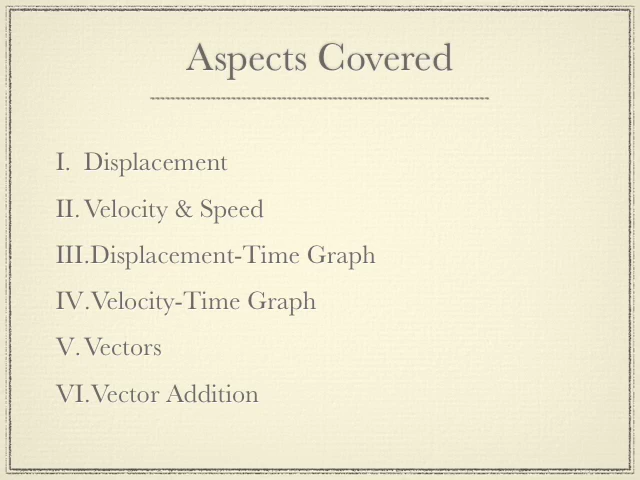 Aspects Covered
I. Displacement
II. Velocity & Speed
III.Displacement-Time Graph
IV.Velocity-Time Graph
V. Vectors
VI.Vector Addition